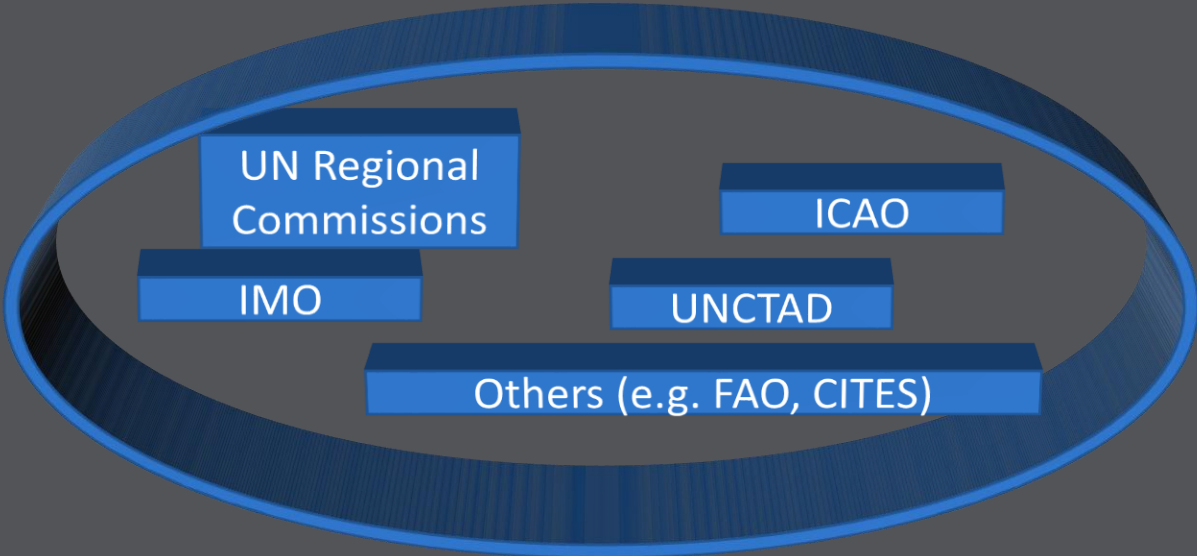 UN Regional
Commissions
ICAO
IMO
UNCTAD
Others (e.g. FAO, CITES)